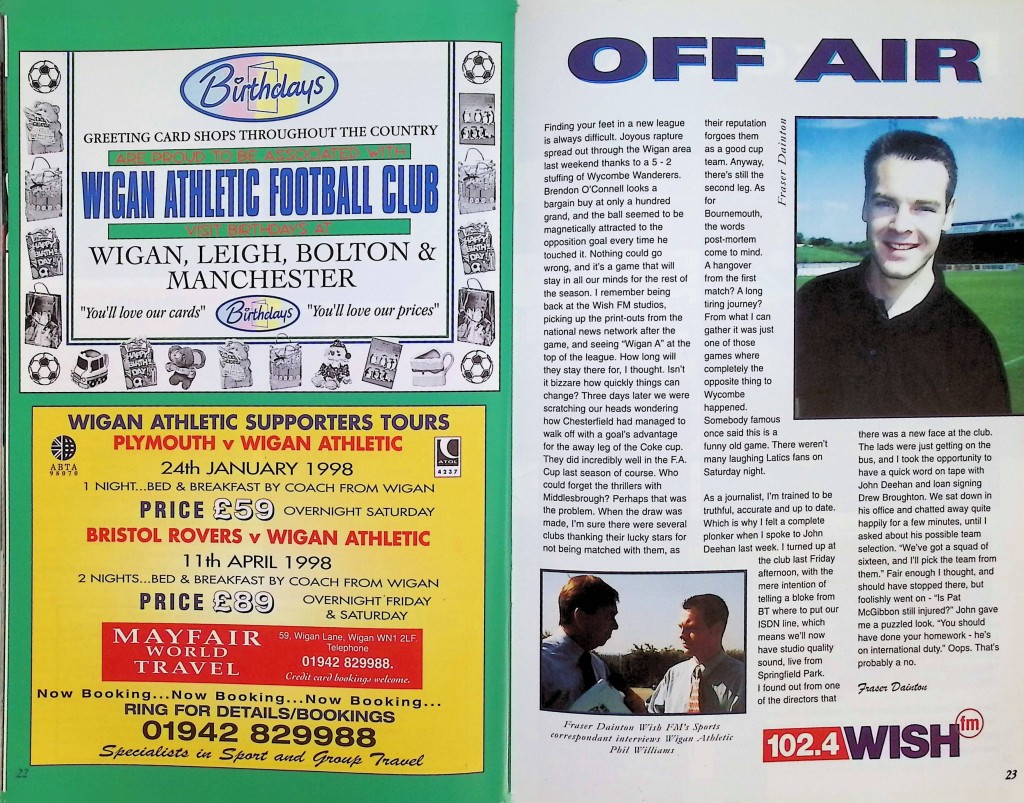 Birthdays
GREETING CARD SHOPS THROUGHOUT THE COUNTRY
ARE PROUD TO BE ASSOCIATED WITH
WIGAN ATHLETIC FOOTBALL CLUB
VISIT BIRTHDAYS AT
WIGAN, LEIGH, BOLTON &
MANCHESTER
"You'll love our cards"
Birthdays
"You'll love our prices"
HAPPY
BIRTH
DAY
HAPPY
BIRTH
DAY
WIGAN ATHLETIC SUPPORTERS TOURS
PLYMOUTH v WIGAN ATHLETIC
ABTA
98070
ATOL
4237
24th JANUARY 1998
1 NIGHT...BED & BREAKFAST BY COACH FROM WIGAN
PRICE £59 OVERNIGHT SATURDAY
BRISTOL ROVERS v WIGAN ATHLETIC
11th APRIL 1998
2 NIGHTS...BED & BREAKFAST BY COACH FROM WIGAN
PRICE £89 OVERNIGHT FRIDAY
& SATURDAY
MAYFAIR
WORLD
TRAVEL
59, Wigan Lane, Wigan WN1 2LF.
Telephone
01942 829988.
Credit card bookings welcome.
Now Booking...Now Booking...Now Booking...
RING FOR DETAILS/BOOKINGS
01942 829988
Specialists in Sport and Group Travel
22
OFF AIR
Finding your feet in a new league
is always difficult. Joyous rapture
spread out through the Wigan area
last weekend thanks to a 5 - 2
stuffing of Wycombe Wanderers.
Brendon O'Connell looks a
bargain buy at only a hundred
grand, and the ball seemed to be
magnetically attracted to the
opposition goal every time he
touched it. Nothing could go
wrong, and it's a game that will
stay in all our minds for the rest of
the season. I remember being
back at the Wish FM studios,
picking up the print-outs from the
national news network after the
game, and seeing "Wigan A" at the
top of the league. How long will
they stay there for, I thought. Isn't
it bizzare how quickly things can
change? Three days later we were
scratching our heads wondering
how Chesterfield had managed to
walk off with a goal's advantage
for the away leg of the Coke cup.
They did incredibly well in the F.A.
Cup last season of course. Who
could forget the thrillers with
Middlesbrough? Perhaps that was
the problem. When the draw was
made, I'm sure there were several
clubs thanking their lucky stars for
not being matched with them, as
their reputation
forgoes them
as a good cup
team. Anyway,
there's still the
second leg. As
for
Bournemouth,
the words
post-mortem
come to mind.
A hangover
from the first
match? A long
tiring journey?
From what I can
gather it was just
one of those
games where
completely the
opposite thing to
Wycombe
happened.
Somebody famous
once said this is a
funny old game. There weren't
many laughing Latics fans on
Saturday night.
As a journalist, I'm trained to be
truthful, accurate and up to date.
Which is why I felt a complete
plonker when I spoke to John
Deehan last week. I turned up at
the club last Friday
afternoon, with the
mere intention of
telling a bloke from
BT where to put our
ISDN line, which
means we'll now
have studio quality
sound, live from
Springfield Park.
I found out from one
of the directors that
Fraser Dainton
there was a new face at the club.
The lads were just getting on the
bus, and I took the opportunity to
have a quick word on tape with
John Deehan and loan signing
Drew Broughton. We sat down in
his office and chatted away quite
happily for a few minutes, until I
asked about his possible team
selection. "We've got a squad of
sixteen, and I'll pick the team from
them." Fair enough I thought, and
should have stopped there, but
foolishly went on - "Is Pat
McGibbon still injured?" John gave
me a puzzled look. "You should
have done your homework - he's
on international duty." Oops. That's
probably a no.
Fraser Dainton
Fraser Dainton Wish FM's Sports
correspondant interviews Wigan Athletic
Phil Williams
102.4 WISH fm
23